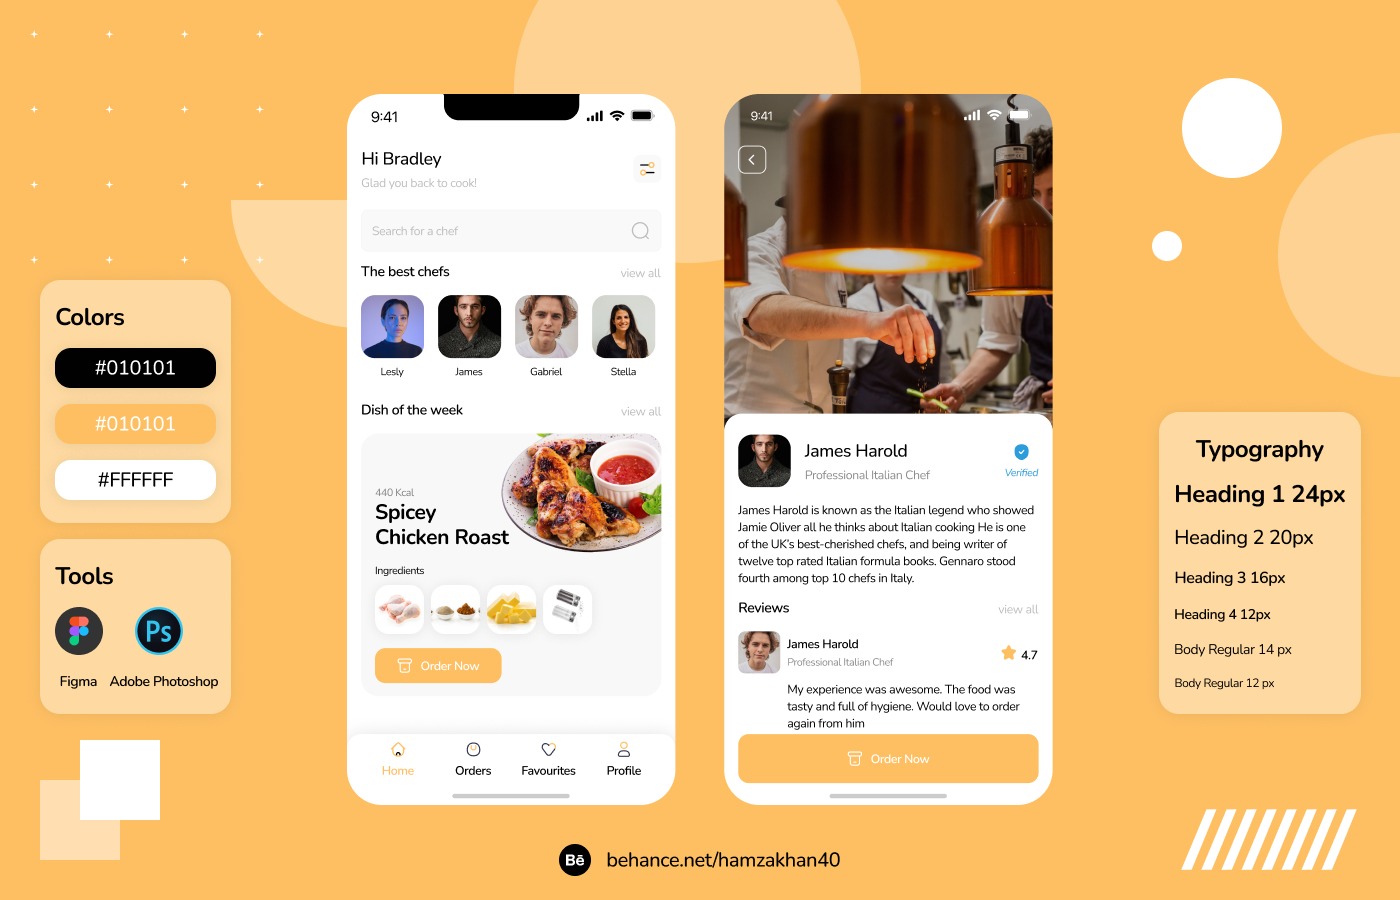 Colors
#010101
#010101
#FFFFFF
Tools
Ps
Figma
Adobe Photoshop
9:41
Hi Bradley
Glad you back to cook!
Search for a chef
The best chefs
view all
Lesly
James
Gabriel
Stella
Dish of the week
view all
440 Kcal
Spicey
Chicken Roast
Ingredients
Order Now
Home
Orders
Favourites
Profile
9:41
James Harold
Professional Italian Chef
Verified
James Harold is known as the Italian legend who showed
Jamie Oliver all he thinks about Italian cooking He is one
of the UK's best-cherished chefs, and being writer of
twelve top rated Italian formula books. Gennaro stood
fourth among top 10 chefs in Italy.
Reviews
view all
James Harold
Professional Italian Chef
4.7
My experience was awesome. The food was
tasty and full of hygiene. Would love to order
again from him
Order Now
Typography
Heading 1 24px
Heading 2 20px
Heading 3 16px
Heading 4 12px
Body Regular 14 px
Body Regular 12 px
Bē
behance.net/hamzakhan40